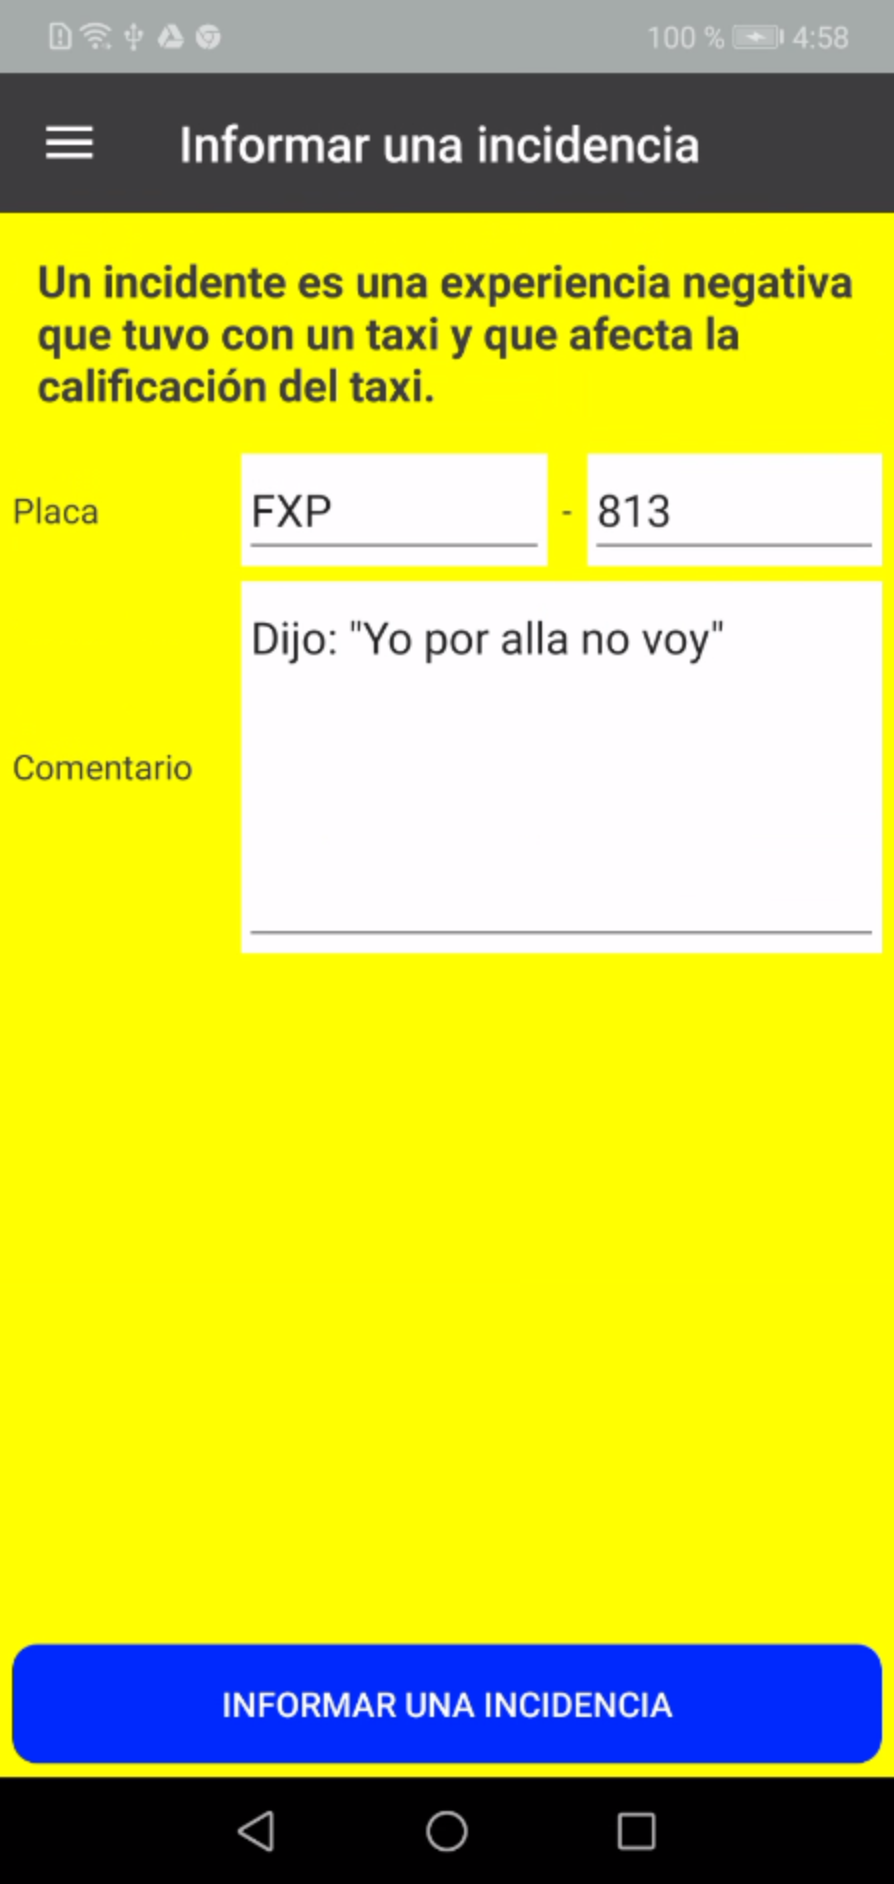 100 % 4:58
Informar una incidencia
Un incidente es una experiencia negativa
que tuvo con un taxi y que afecta la
calificación del taxi.
Placa FXP - 813
Dijo: "Yo por alla no voy"
Comentario
INFORMAR UNA INCIDENCIA